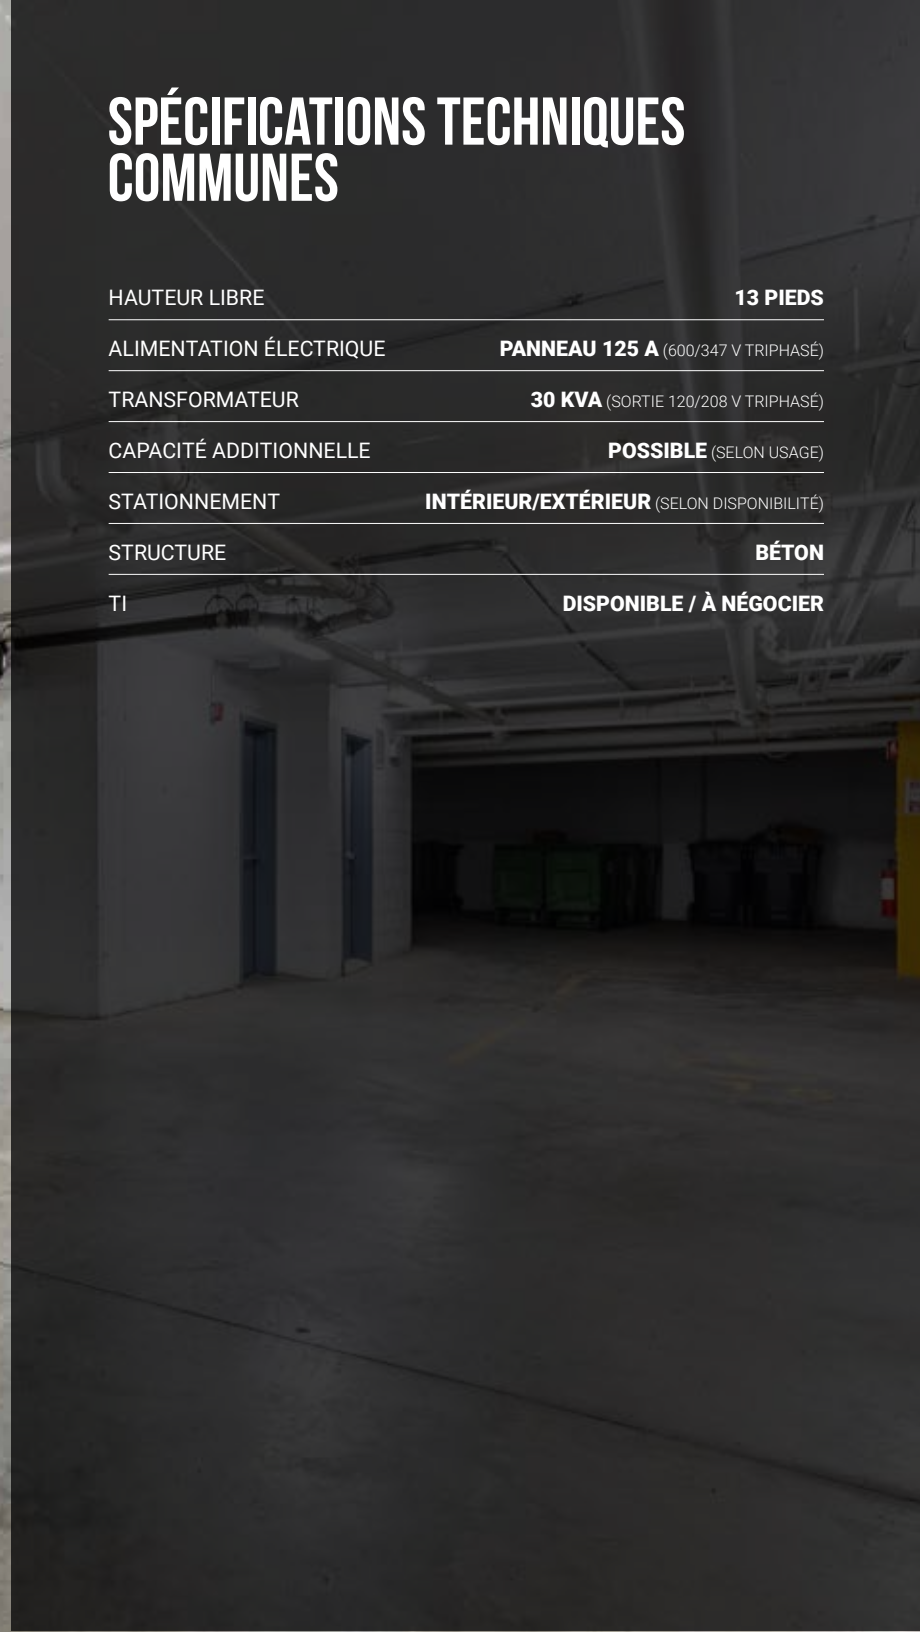 SPÉCIFICATIONS TECHNIQUES
COMMUNES
HAUTEUR LIBRE 13 PIEDS
ALIMENTATION ÉLECTRIQUE PANNEAU 125 A (600/347 V TRIPHASÉ)
TRANSFORMATEUR 30 KVA (SORTIE 120/208 V TRIPHASÉ)
CAPACITÉ ADDITIONNELLE POSSIBLE (SELON USAGE)
STATIONNEMENT INTÉRIEUR/EXTÉRIEUR (SELON DISPONIBILITÉ)
STRUCTURE BÉTON
TI DISPONIBLE / À NÉGOCIER